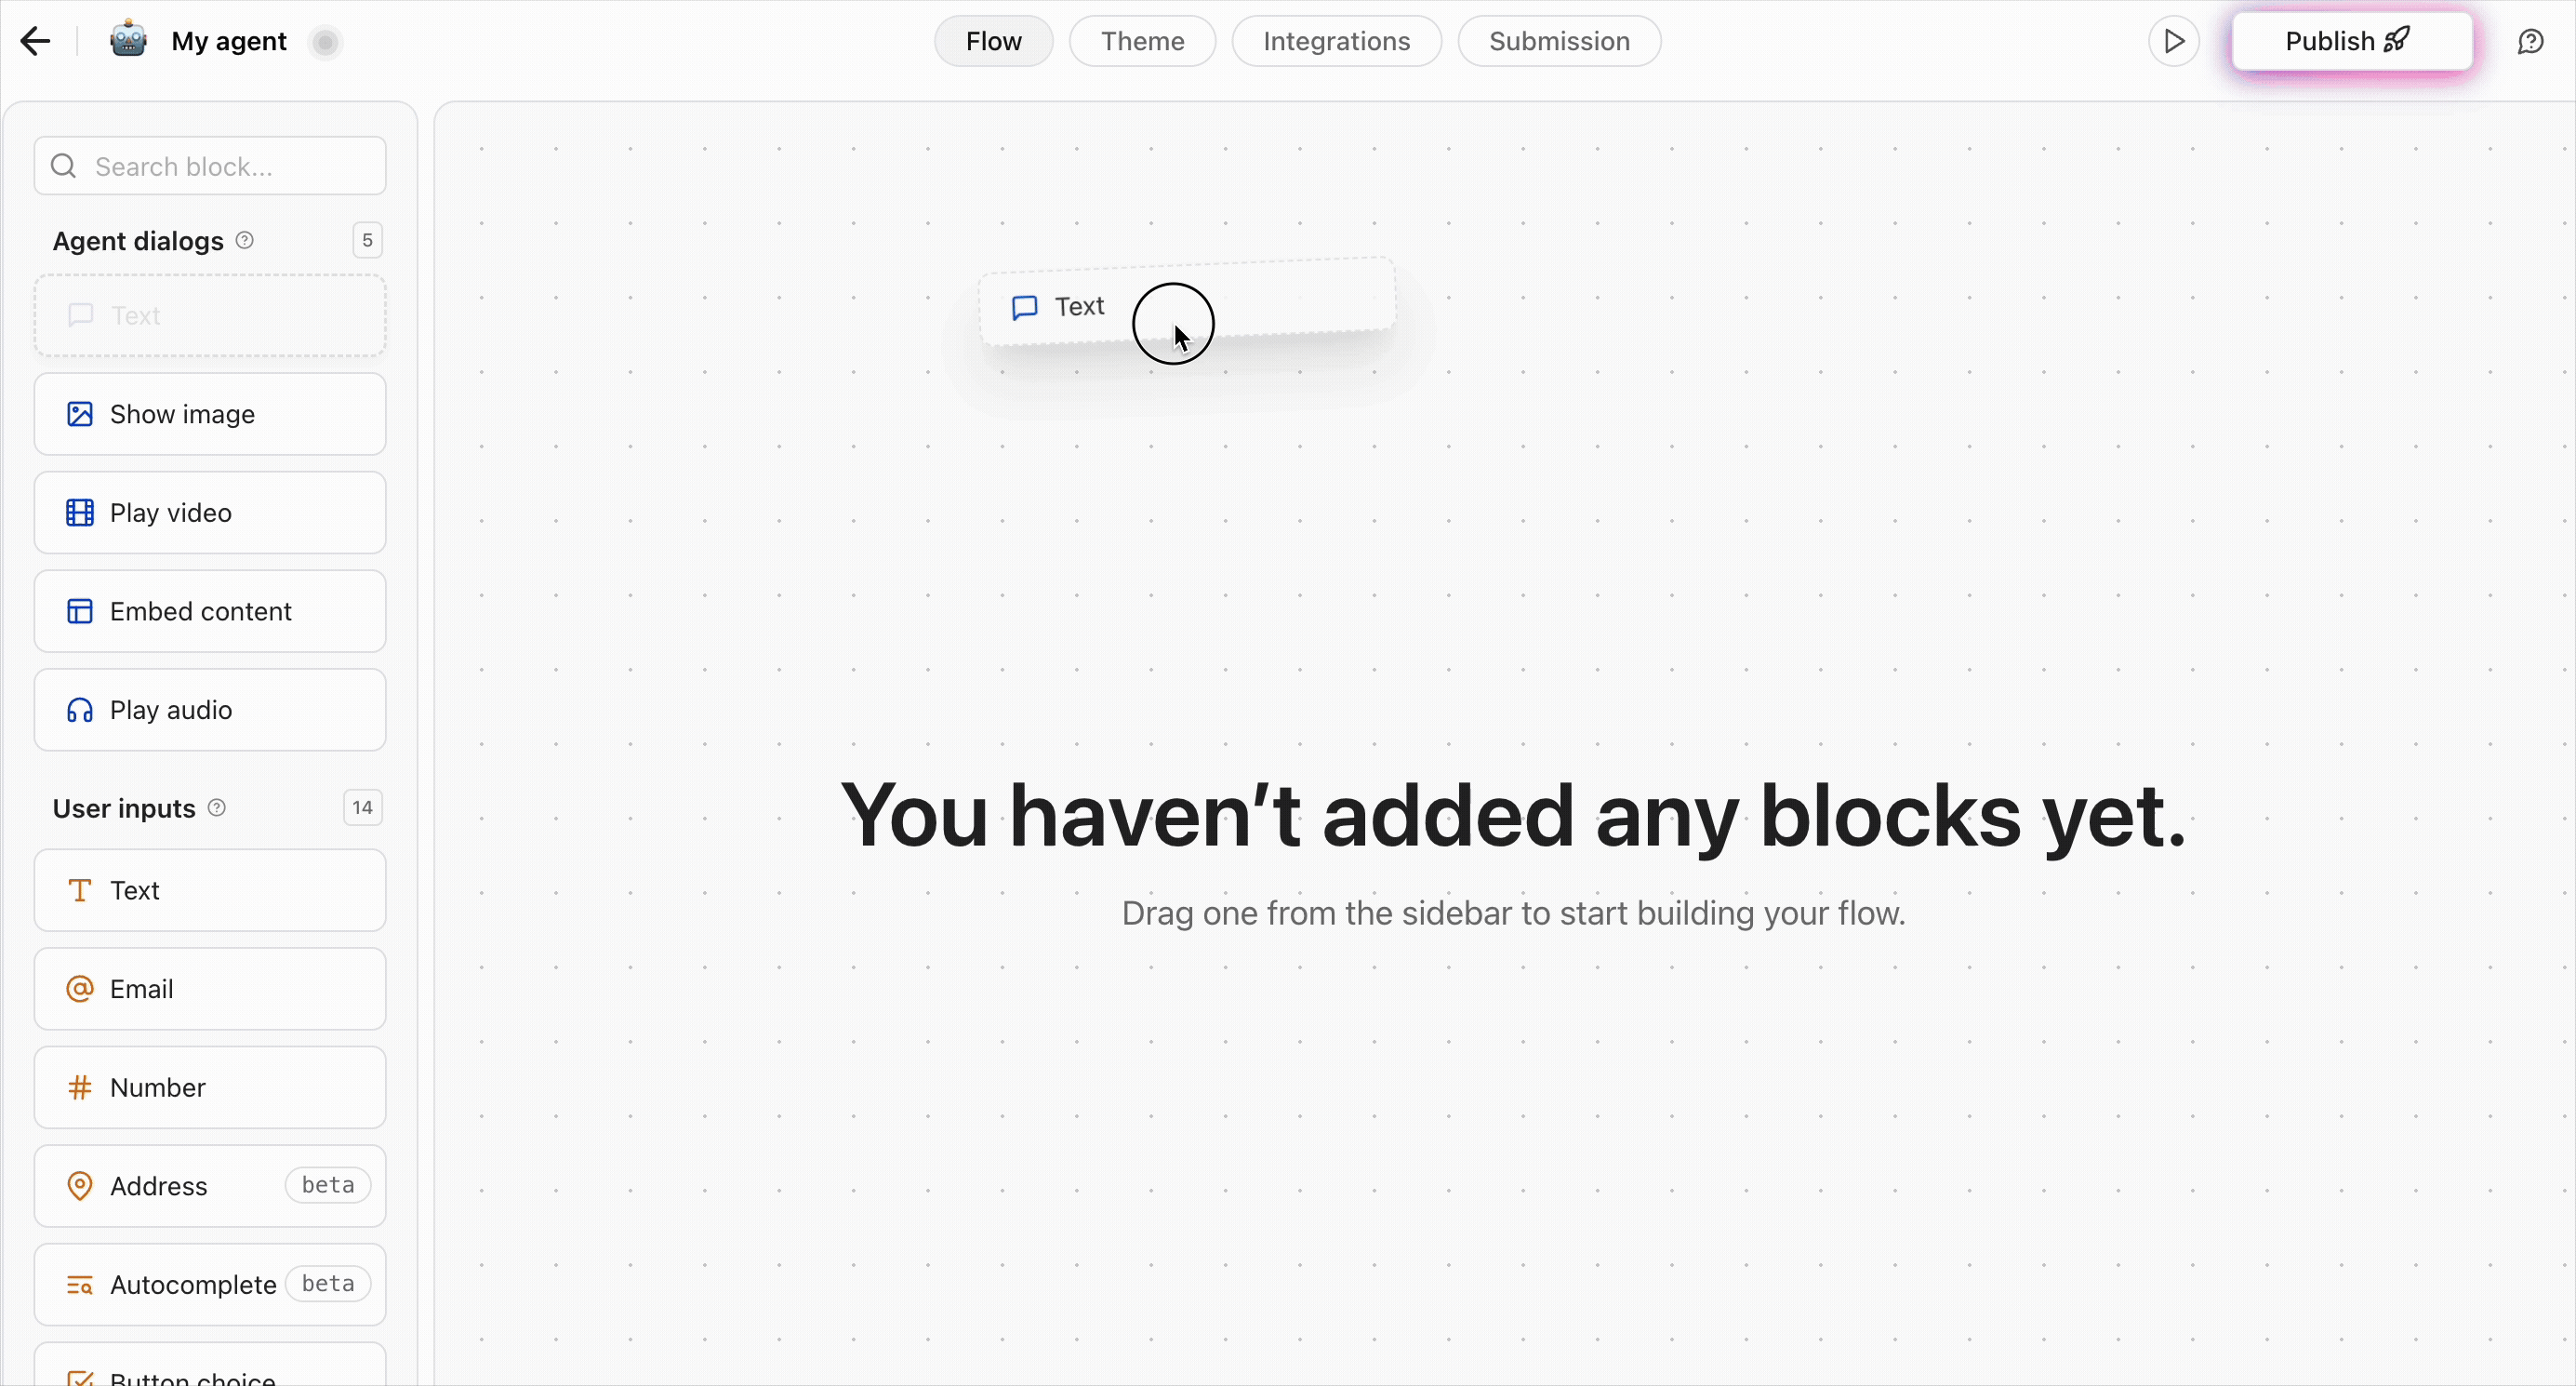 My agent
Flow
Theme
Integrations
Submission
Publish
Search block...
Agent dialogs
5
Text
Show image
Play video
Embed content
Play audio
User inputs
14
Text
Email
Number
Address beta
Autocomplete beta
Button choice
Text
You haven’t added any blocks yet.
Drag one from the sidebar to start building your flow.